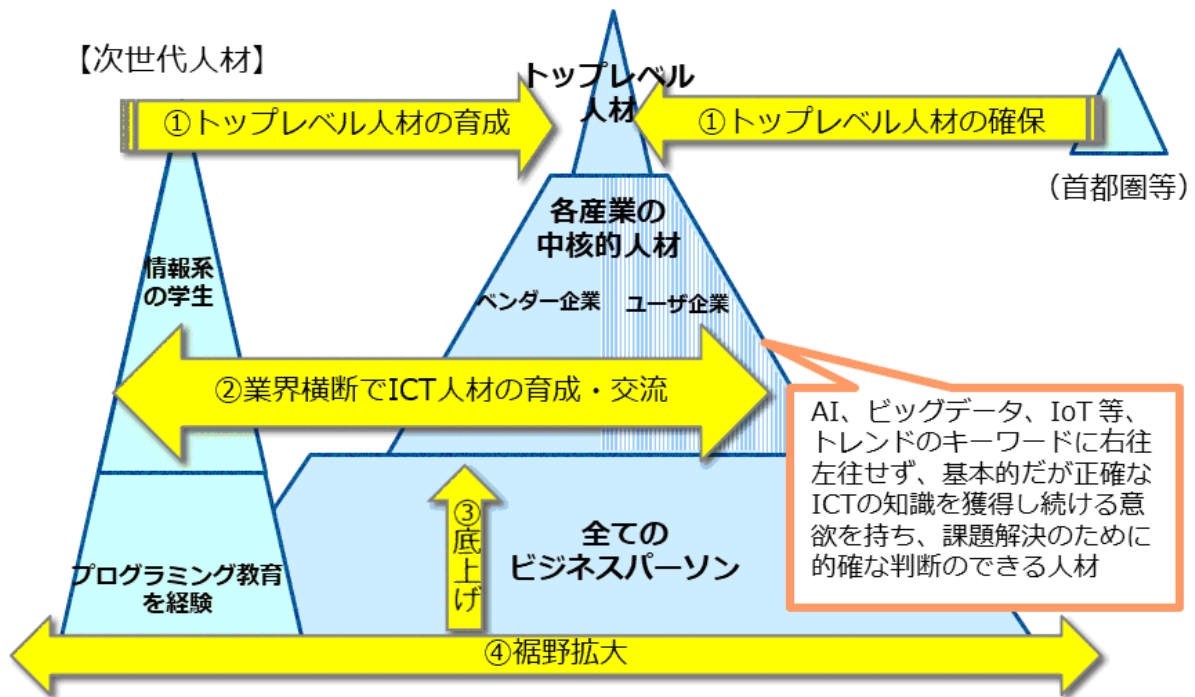 【次世代人材】
トップレベル
人材
①トップレベル人材の育成
①トップレベル人材の確保
（首都圏等）
各産業の
中核的人材
情報系
の学生
ベンダー企業
ユーザ企業
②業界横断でICT人材の育成・交流
AI、ビッグデータ、IoT 等、
トレンドのキーワードに右往
左往せず、基本的だが正確な
ICTの知識を獲得し続ける意
欲を持ち、課題解決のために
的確な判断のできる人材
③底上げ
全ての
ビジネスパーソン
プログラミング教育
を経験
④裾野拡大